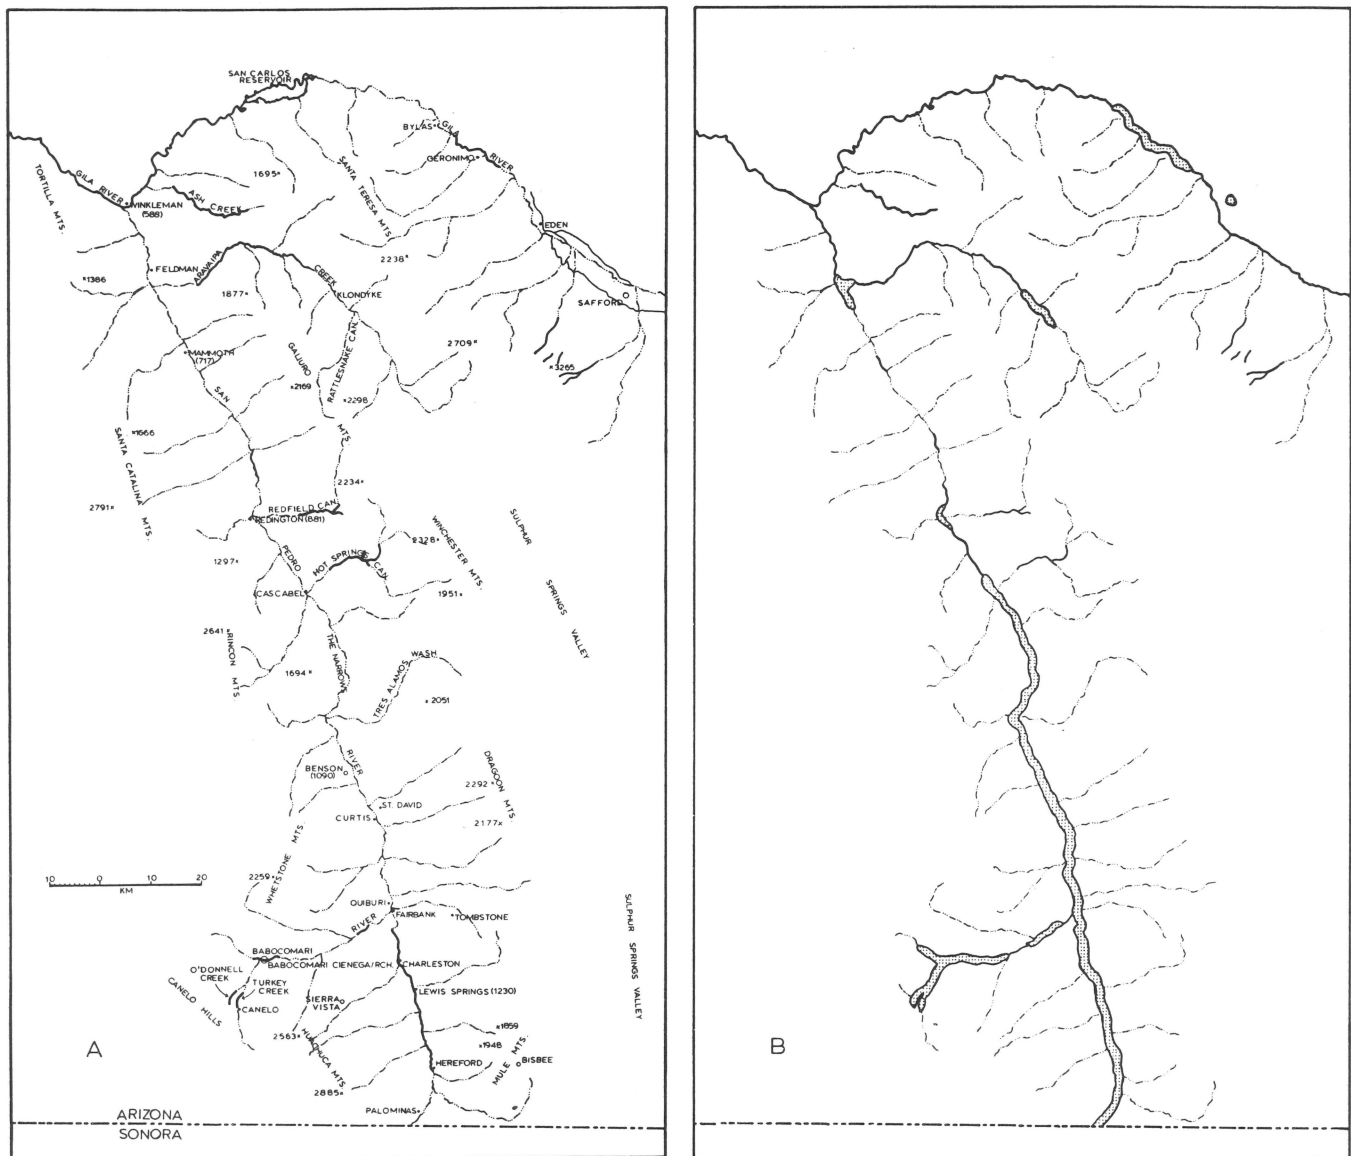 SAN CARLOS
RESERVOIR
BYLAS
GILA
RIVER
GERONIMO
SANTA TERESA MTS.
1695
TORTILLA MTS.
GILA RIVER
WINKLEMAN
(588)
ASH CREEK
EDEN
2238
FELDMAN
ARAVAIPA
CREEK
1386
1877
KLONDYKE
SAFFORD
MAMMOTH
(717)
GALIURO
RATTLESNAKE CAN.
2709
3265
2169
SAN
2298
SANTA CATALINA MTS.
1666
MTS.
2234
2791
REDFIELD CAN.
REDINGTON (881)
WINCHESTER MTS.
SULPHUR
SPRINGS
VALLEY
PEDRO
2328
1297
HOT SPRINGS CAN.
CASCABEL
1951
2641
RINCON MTS.
THE NARROWS
1694
TRES ALAMOS WASH
2051
RIVER
BENSON
(1090)
DRAGOON MTS.
2292
ST. DAVID
CURTIS
2177
WHETSTONE MTS.
2259
10 0 10 20
KM
QUIBURI
FAIRBANK
TOMBSTONE
SULPHUR SPRINGS VALLEY
RIVER
BABOCOMARI
BABOCOMARI CIENEGA/RCH.
CHARLESTON
O'DONNELL
CREEK
TURKEY
CREEK
CANELO HILLS
CANELO
SIERRA
VISTA
LEWIS SPRINGS (1230)
2563
HUACHUCA MTS.
1859
1948
MULE MTS.
BISBEE
HEREFORD
2885
PALOMINAS
A
ARIZONA
SONORA
B